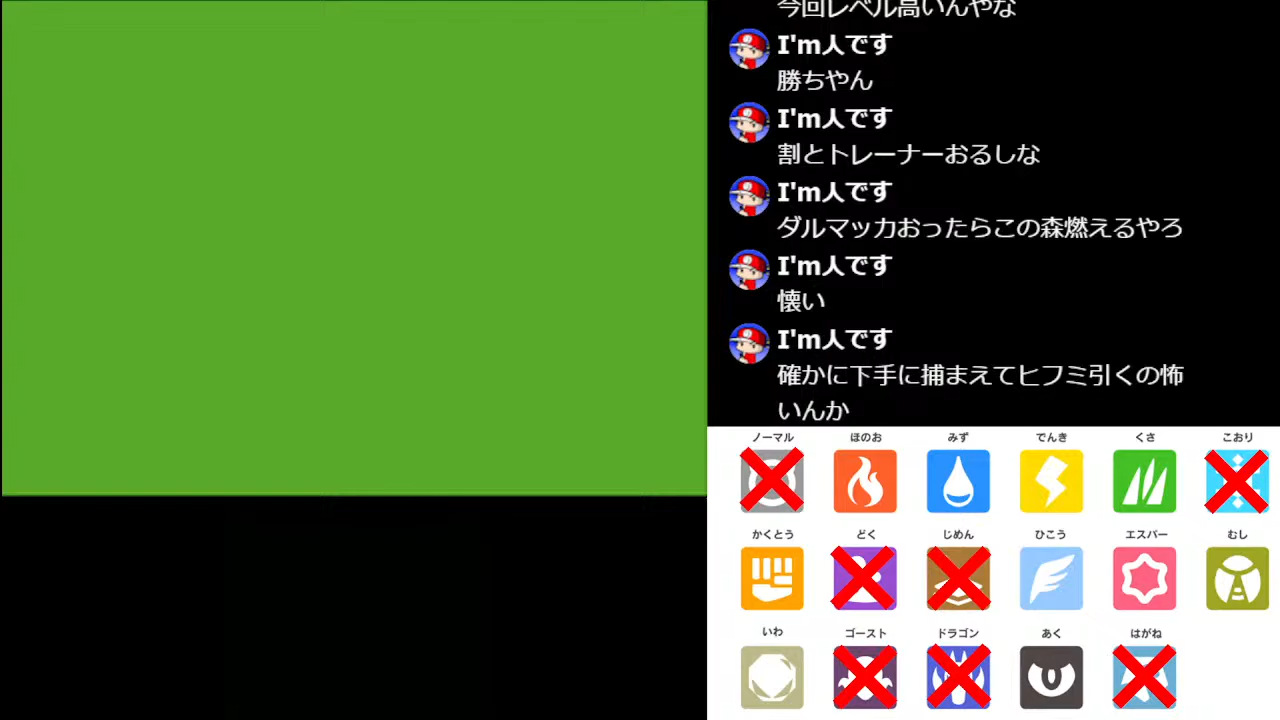 今回レベル高いんやな
I'm人です
勝ちやん
I'm人です
割とトレーナーおるしな
I'm人です
ダルマッカおったらこの森燃えるやろ
I'm人です
懐い
I'm人です
確かに下手に捕まえてヒフミ引くの怖
いんか
ノーマル ほのお みず でんき くさ こおり
かくとう どく じめん ひこう エスパー むし
いわ ゴースト ドラゴン あく はがね